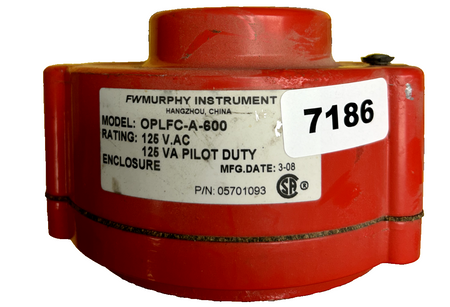 FWMURPHY INSTRUMENT
HANGZHOU, CHINA
MODEL: OPLFC-A-600
RATING: 125 V.AC
125 VA PILOT DUTY
ENCLOSURE
MFG.DATE: 3-08
P/N: 05701093
SA ®
7186